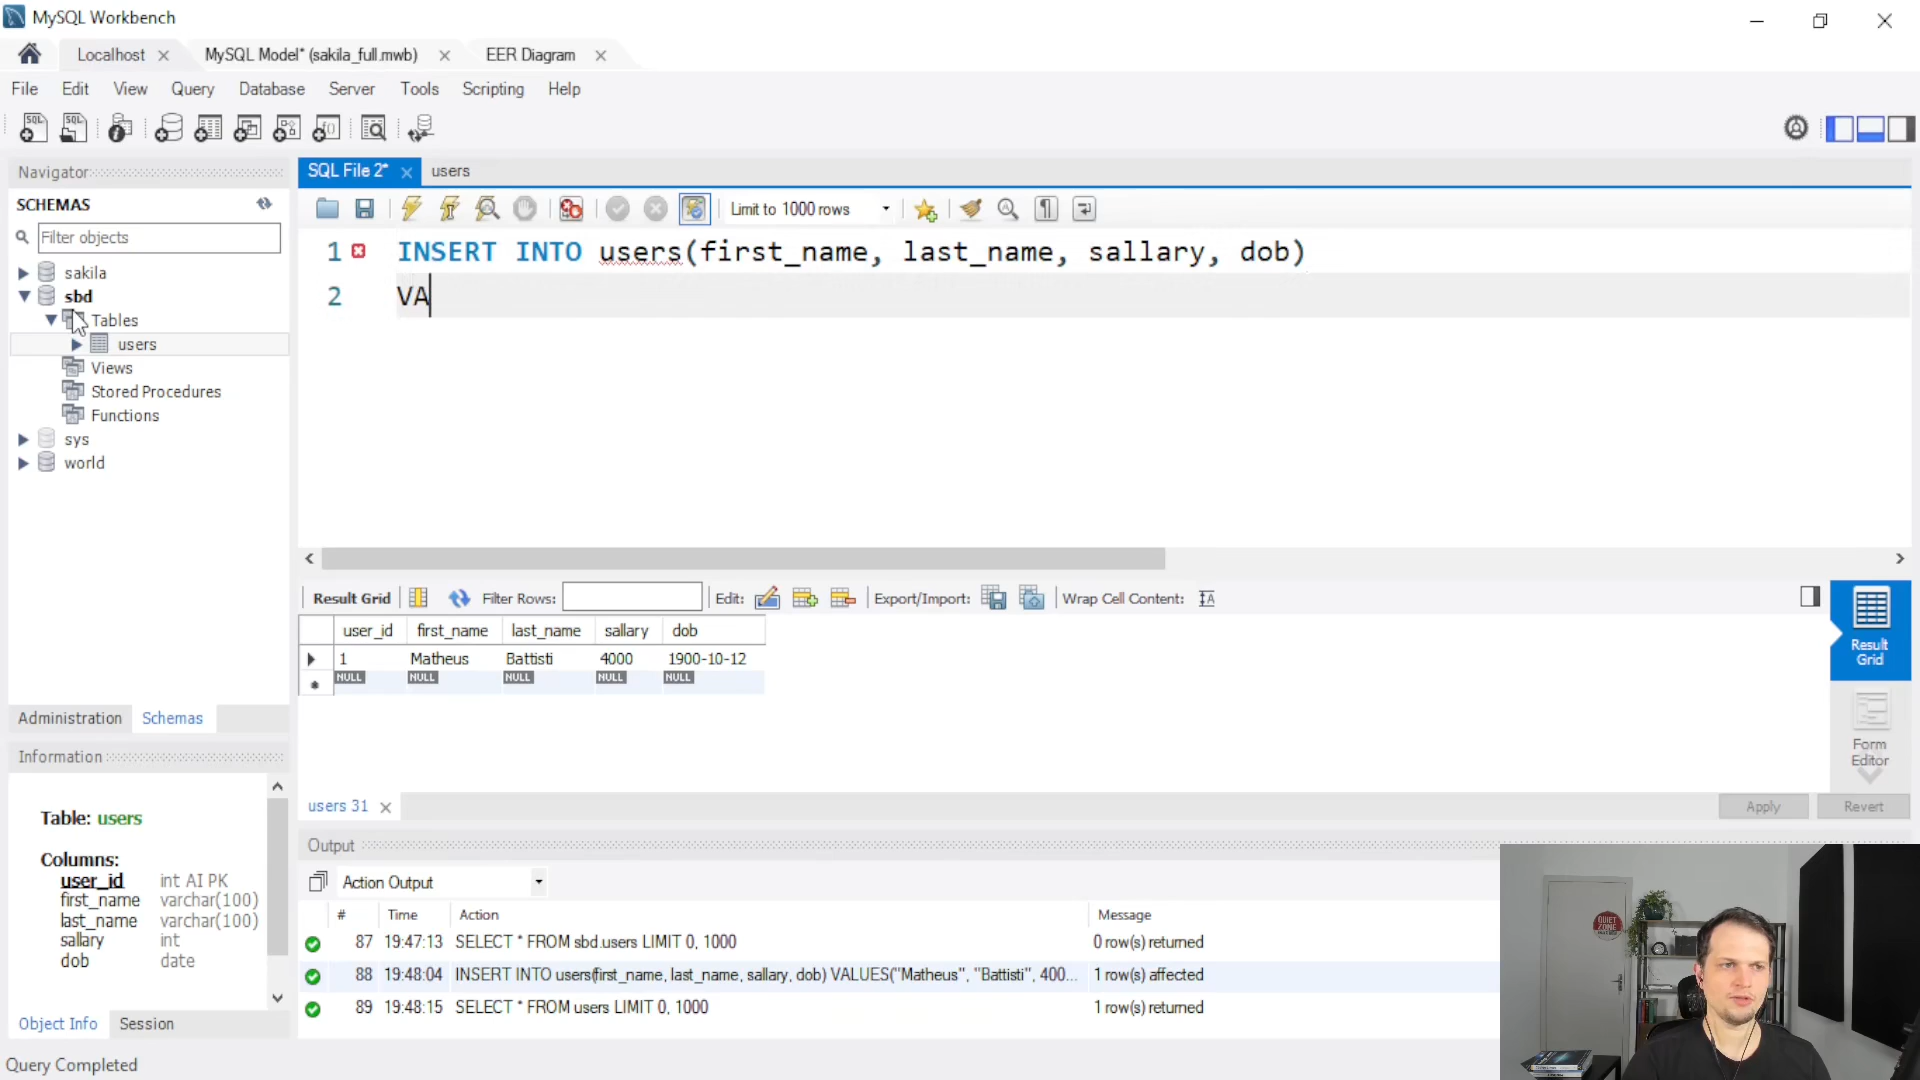 MySQL Workbench
Localhost
MySQL Model* (sakila_full.mwb)
EER Diagram
File Edit View Query Database Server Tools Scripting Help
Navigator
SCHEMAS
Filter objects
sakila
sbd
Tables
users
Views
Stored Procedures
Functions
sys
world
Administration Schemas
Information
Table: users
Columns:
user_id int AI PK
first_name varchar(100)
last_name varchar(100)
sallary int
dob date
Object Info Session
Query Completed
SQL File 2* users
Limit to 1000 rows
1 INSERT INTO users(first_name, last_name, sallary, dob)
2 VA
Result Grid Filter Rows: Edit: Export/Import: Wrap Cell Content:
user_id first_name last_name sallary dob
1 Matheus Battisti 4000 1900-10-12
NULL NULL NULL NULL NULL
Result Grid
Form Editor
users 31
Apply Revert
Output
Action Output
# Time Action Message
87 19:47:13 SELECT * FROM sbd.users LIMIT 0, 1000 0 row(s) returned
88 19:48:04 INSERT INTO users(first_name, last_name, sallary, dob) VALUES("Matheus", "Battisti", 400... 1 row(s) affected
89 19:48:15 SELECT * FROM users LIMIT 0, 1000 1 row(s) returned
QUIET ZONE